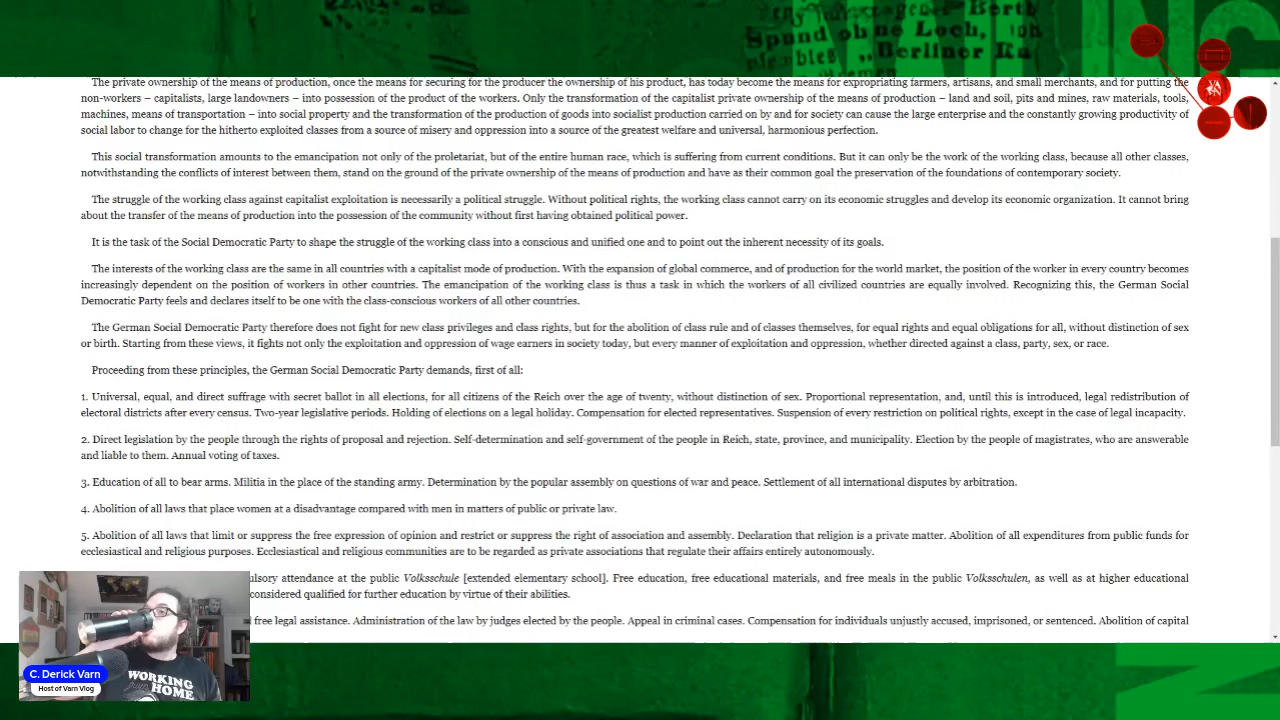 Spund ohne Loch,
„Berliner
The private ownership of the means of production, once the means for securing for the producer the ownership of his product, has today become the means for expropriating farmers, artisans, and small merchants, and for putting the
non-workers – capitalists, large landowners – into possession of the product of the workers. Only the transformation of the capitalist private ownership of the means of production – land and soil, pits and mines, raw materials, tools,
machines, means of transportation – into social property and the transformation of the production of goods into socialist production carried on by and for society can cause the large enterprise and the constantly growing productivity of
social labor to change for the hitherto exploited classes from a source of misery and oppression into a source of the greatest welfare and universal, harmonious perfection.
This social transformation amounts to the emancipation not only of the proletariat, but of the entire human race, which is suffering from current conditions. But it can only be the work of the working class, because all other classes,
notwithstanding the conflicts of interest between them, stand on the ground of the private ownership of the means of production and have as their common goal the preservation of the foundations of contemporary society.
The struggle of the working class against capitalist exploitation is necessarily a political struggle. Without political rights, the working class cannot carry on its economic struggles and develop its economic organization. It cannot bring
about the transfer of the means of production into the possession of the community without first having obtained political power.
It is the task of the Social Democratic Party to shape the struggle of the working class into a conscious and unified one and to point out the inherent necessity of its goals.
The interests of the working class are the same in all countries with a capitalist mode of production. With the expansion of global commerce, and of production for the world market, the position of the worker in every country becomes
increasingly dependent on the position of workers in other countries. The emancipation of the working class is thus a task in which the workers of all civilized countries are equally involved. Recognizing this, the German Social
Democratic Party feels and declares itself to be one with the class-conscious workers of all other countries.
The German Social Democratic Party therefore does not fight for new class privileges and class rights, but for the abolition of class rule and of classes themselves, for equal rights and equal obligations for all, without distinction of sex
or birth. Starting from these views, it fights not only the exploitation and oppression of wage earners in society today, but every manner of exploitation and oppression, whether directed against a class, party, sex, or race.
Proceeding from these principles, the German Social Democratic Party demands, first of all:
1. Universal, equal, and direct suffrage with secret ballot in all elections, for all citizens of the Reich over the age of twenty, without distinction of sex. Proportional representation, and, until this is introduced, legal redistribution of
electoral districts after every census. Two-year legislative periods. Holding of elections on a legal holiday. Compensation for elected representatives. Suspension of every restriction on political rights, except in the case of legal incapacity.
2. Direct legislation by the people through the rights of proposal and rejection. Self-determination and self-government of the people in Reich, state, province, and municipality. Election by the people of magistrates, who are answerable
and liable to them. Annual voting of taxes.
3. Education of all to bear arms. Militia in the place of the standing army. Determination by the popular assembly on questions of war and peace. Settlement of all international disputes by arbitration.
4. Abolition of all laws that place women at a disadvantage compared with men in matters of public or private law.
5. Abolition of all laws that limit or suppress the free expression of opinion and restrict or suppress the right of association and assembly. Declaration that religion is a private matter. Abolition of all expenditures from public funds for
ecclesiastical and religious purposes. Ecclesiastical and religious communities are to be regarded as private associations that regulate their affairs entirely autonomously.
ulsory attendance at the public Volksschule [extended elementary school]. Free education, free educational materials, and free meals in the public Volksschulen, as well as at higher educational
considered qualified for further education by virtue of their abilities.
free legal assistance. Administration of the law by judges elected by the people. Appeal in criminal cases. Compensation for individuals unjustly accused, imprisoned, or sentenced. Abolition of capital
C. Derick Varn
Host of Varn Vlog
WORKING
from
HOME